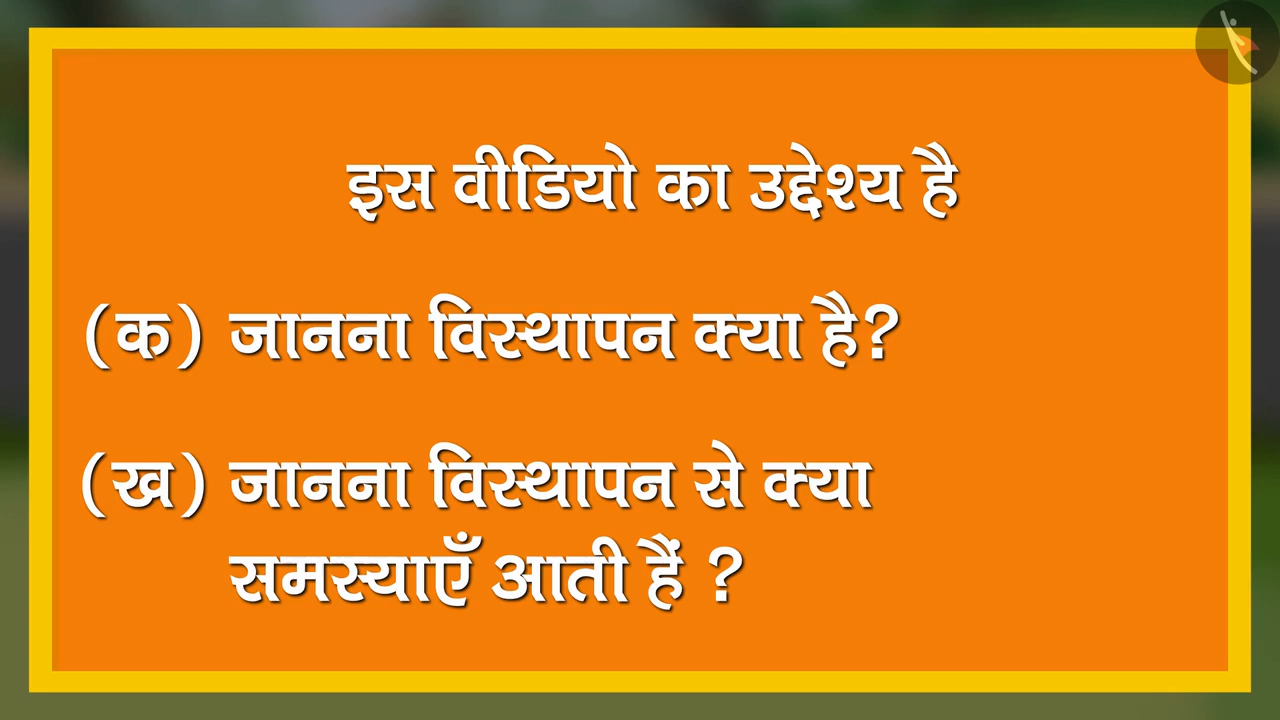 इस वीडियो का उद्देश्य है
(क) जानना विस्थापन क्या है?
(ख) जानना विस्थापन से क्या
समस्याएँ आती हैं ?